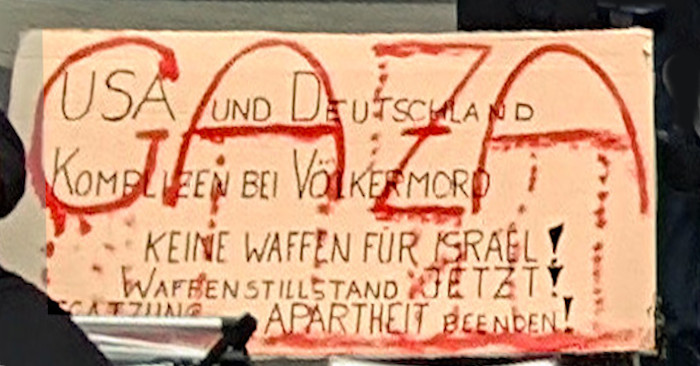 GAZA
USA UND DEUTSCHLAND
KOMPLIZEN BEI VÖLKERMORD
KEINE WAFFEN FÜR ISRAEL!
WAFFENSTILLSTAND JETZT!
APARTHEIT BEENDEN!